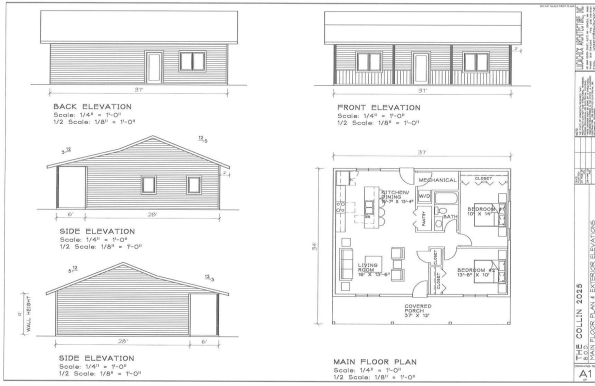 31'
BACK ELEVATION
Scale: 1/4" = 1'-0"
1/2 Scale: 1/8" = 1'-0"
31'
FRONT ELEVATION
Scale: 1/4" = 1'-0"
1/2 Scale: 1/8" = 1'-0"
12
12
6'
28'
SIDE ELEVATION
Scale: 1/4" = 1'-0"
1/2 Scale: 1/8" = 1'-0"
12
12
WALL HEIGHT
28'
6'
SIDE ELEVATION
Scale: 1/4" = 1'-0"
1/2 Scale: 1/8" = 1'-0"
34'
KITCHEN/
DINING
MECHANICAL
W/D
PANTRY
BATH
CLOSET
BEDROOM
10' X 14'
LIVING
ROOM
CLOSET
CLOSET
BEDROOM #2
COVERED
PORCH
MAIN FLOOR PLAN
Scale: 1/4" = 1'-0"
1/2 Scale: 1/8" = 1'-0"
THE COLLIN 2025
MAIN FLOOR PLAN & EXTERIOR ELEVATIONS
A1